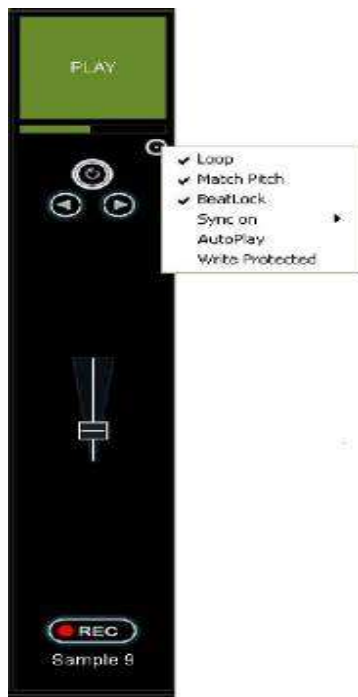 PLAY
Loop
Match Pitch
BeatLock
Sync on
AutoPlay
Write Protected
REC
Sample 9